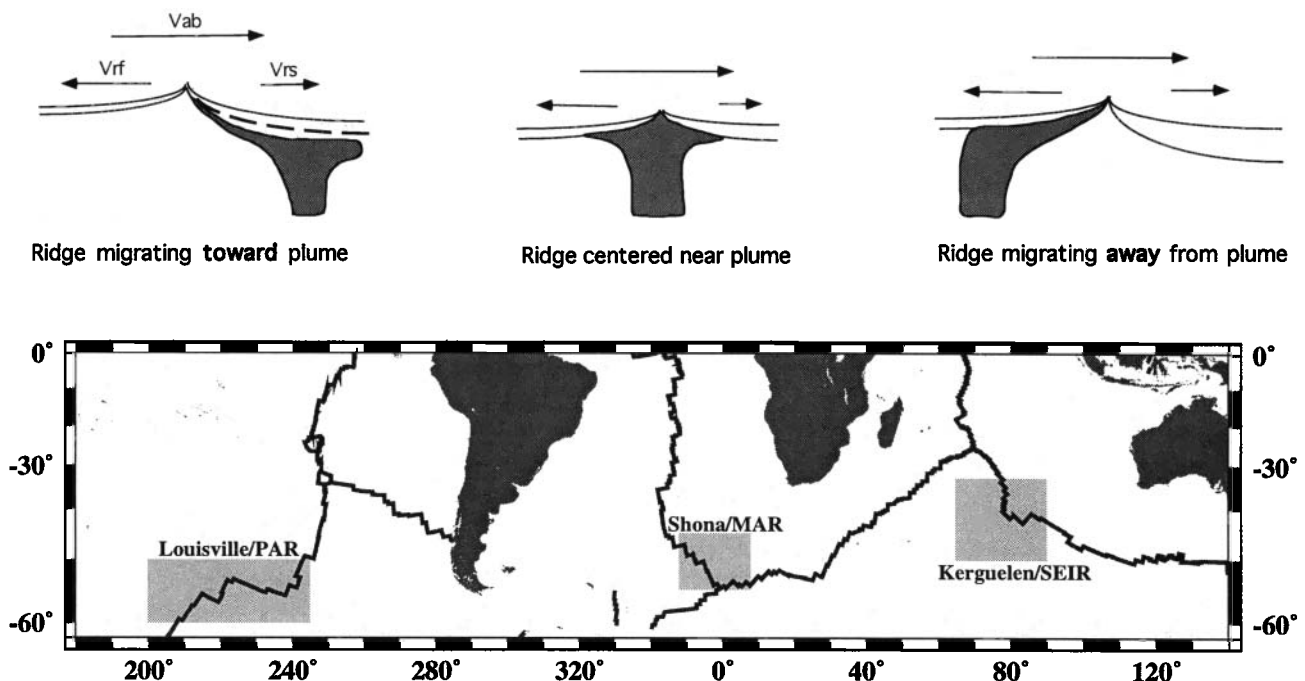 Vab
Vrf
Vrs
Ridge migrating toward plume
Ridge centered near plume
Ridge migrating away from plume
0°
0°
-30°
-30°
Shona/MAR
Louisville/PAR
Kerguelen/SEIR
-60°
-60°
200°
240°
280°
320°
0°
40°
80°
120°